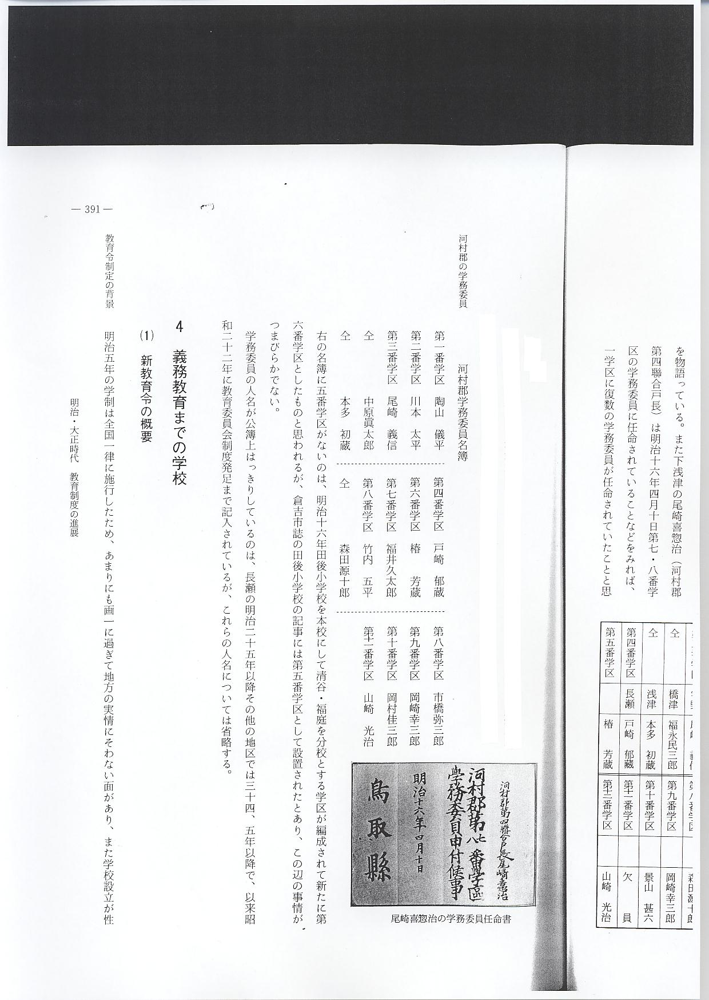 を物語っている。また下浅津の尾崎喜惣治（河村郡
第四聯合戸長）は明治十六年四月十日第七・八番学
区の学務委員に任命されていることなどをみれば、
一学区に復数の学務委員が任命されていたことと思
仝 橋津 福永民三郎 第九番学区 岡崎幸三郎
仝 浅津 本多 初蔵 第十番学区 景山 甚六
第四番学区 長瀬 戸崎 郁蔵 第十一番学区 欠 員
第五番学区 椿 芳蔵 第十二番学区 山崎 光治
河村郡の学務委員
河村郡学務委員名簿
第一番学区 陶山 儀平
第二番学区 川本 太平
第三番学区 尾崎 義信
仝 中原眞太郎
仝 本多 初蔵
第四番学区 戸崎 郁蔵
第六番学区 椿 芳蔵
第七番学区 福井久太郎
第八番学区 竹内 五平
仝 森田源十郎
第八番学区 市橋弥三郎
第九番学区 岡崎幸三郎
第十番学区 岡村佳三郎
第十一番学区 山崎 光治
河村郡第四聯合戸長尾崎喜惣治
河村郡第七八番學區
學務委員申付候事
明治十六年四月十日
鳥取縣
尾崎喜惣治の学務委員任命書
右の名簿に五番学区がないのは、明治十六年田後小学校を本校にして清谷・福庭を分校とする学区が編成されて新たに第
六番学区としたものと思われるが、倉吉市誌の田後小学校の記事には第五番学区として設置されたとあり、この辺の事情が
つまびらかでない。
学務委員の人名が公簿上はっきりしているのは、長瀬の明治二十五年以降その他の地区では三十四、五年以降で、以来昭
和二十二年に教育委員会制度発足まで記入されているが、これらの人名については省略する。
4 義務教育までの学校
(1) 新教育令の概要
教育令制定の背景
明治五年の学制は全国一律に施行したため、あまりにも画一に過ぎて地方の実情にそわない面があり、また学校設立が性
明治・大正時代 教育制度の進展
— 391 —